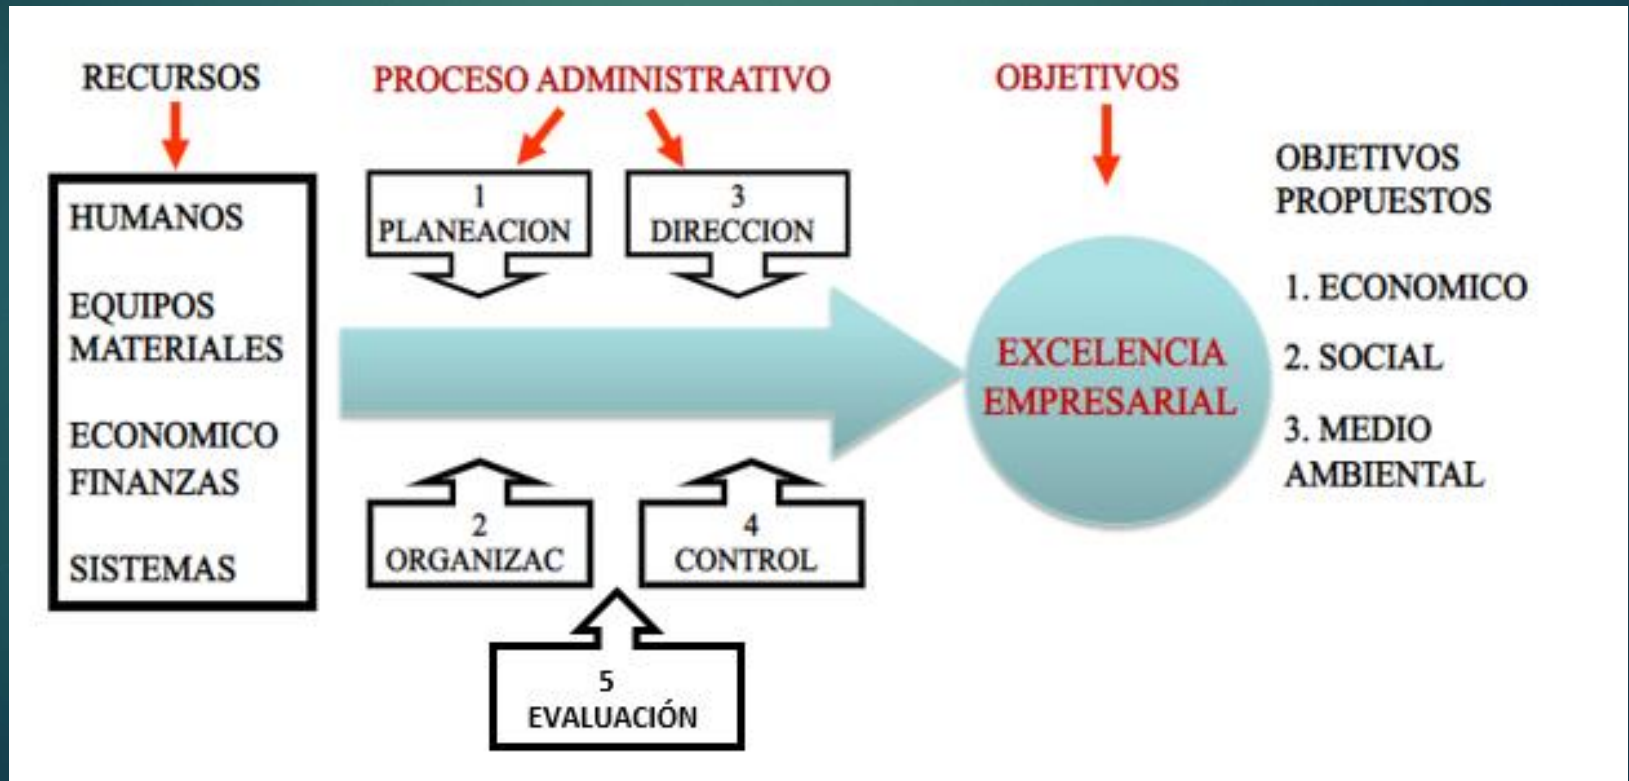 RECURSOS
HUMANOS
EQUIPOS
MATERIALES
ECONOMICO
FINANZAS
SISTEMAS
PROCESO ADMINISTRATIVO
1
PLANEACION
3
DIRECCION
2
ORGANIZAC
4
CONTROL
5
EVALUACIÓN
OBJETIVOS
EXCELENCIA
EMPRESARIAL
OBJETIVOS
PROPUESTOS
1. ECONOMICO
2. SOCIAL
3. MEDIO
AMBIENTAL